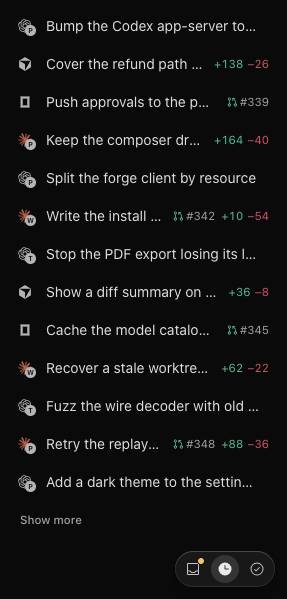 Bump the Codex app-server to...
Cover the refund path ... +138 −26
Push approvals to the p... #339
Keep the composer dr... +164 −40
Split the forge client by resource
Write the install ... #342 +10 −54
Stop the PDF export losing its l...
Show a diff summary on ... +36 −8
Cache the model catalo... #345
Recover a stale worktre... +62 −22
Fuzz the wire decoder with old ...
Retry the replay... #348 +88 −36
Add a dark theme to the settin...
Show more